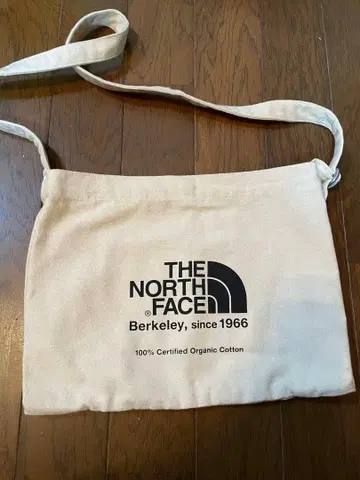 THE
NORTH
®FACE
Berkeley, since 1966
100% Certified Organic Cotton